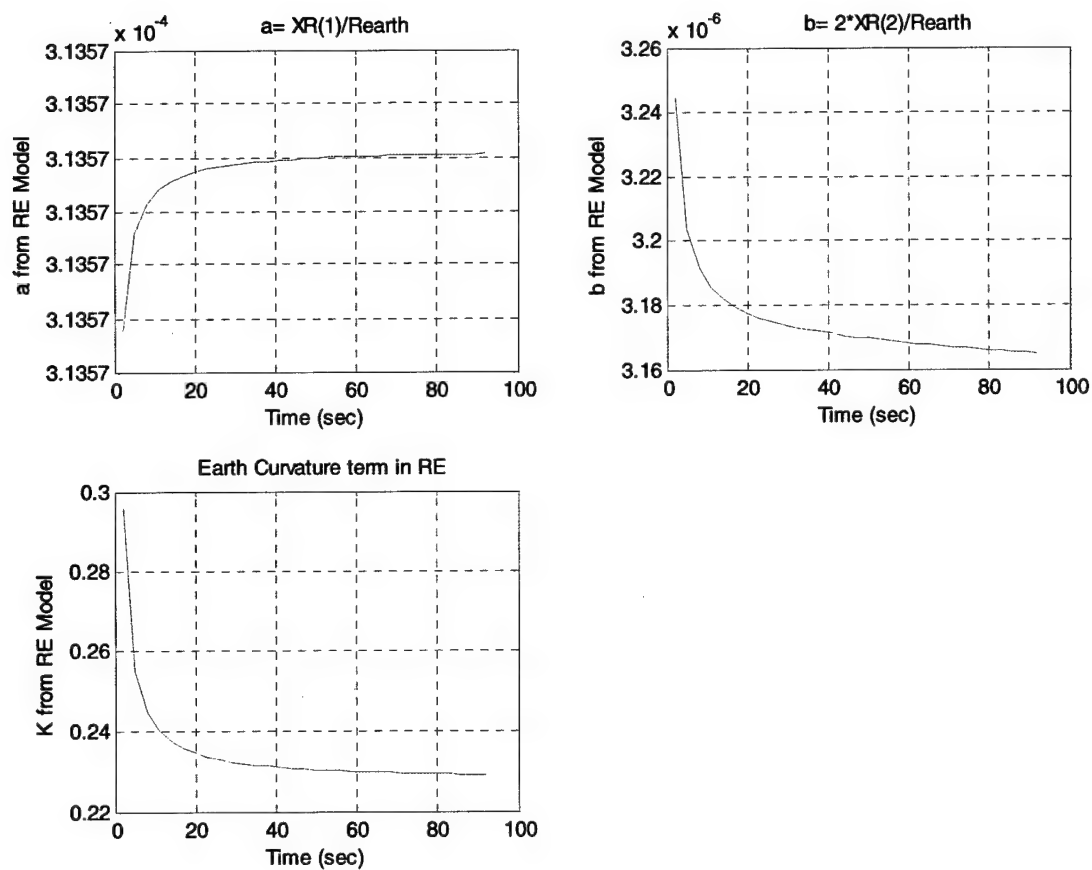 x 10-4
a= XR(1)/Rearth
3.1357
3.1357
3.1357
3.1357
3.1357
3.1357
3.1357
a from RE Model
0 20 40 60 80 100
Time (sec)
x 10-6
b= 2*XR(2)/Rearth
3.26
3.24
3.22
3.2
3.18
3.16
b from RE Model
0 20 40 60 80 100
Time (sec)
Earth Curvature term in RE
0.3
0.28
0.26
0.24
0.22
K from RE Model
0 20 40 60 80 100
Time (sec)